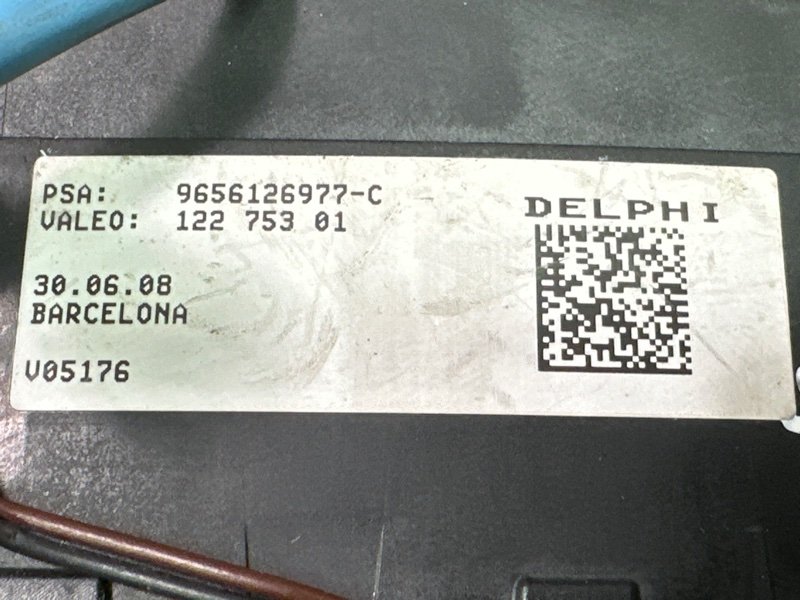 PSA: 9656126977-C
VALEO: 122 753 01
DELPHI
30.06.08
BARCELONA
V05176